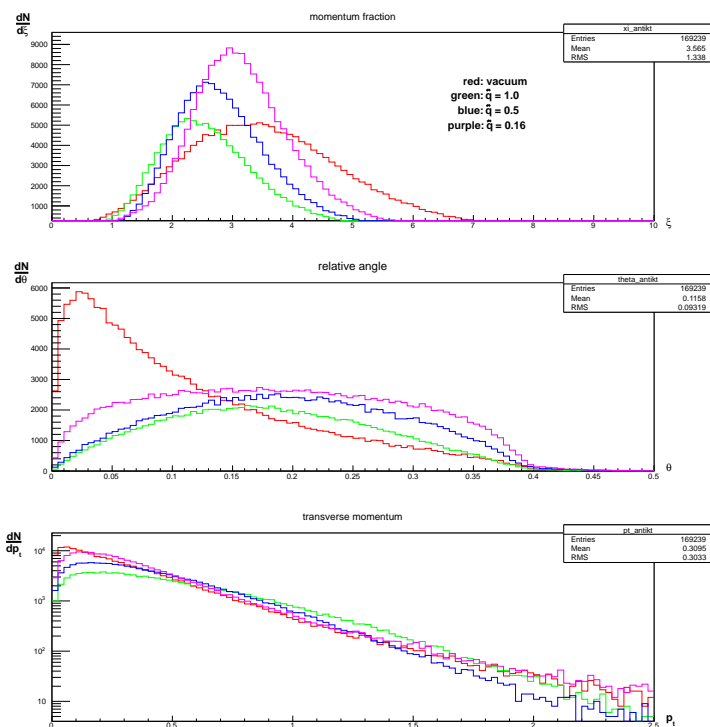 dN
dξ
momentum fraction
xi_antikt
Entries 169239
Mean 3.565
RMS 1.338
9000
8000
7000
6000
5000
4000
3000
2000
1000
red: vacuum
green: q̂ = 1.0
blue: q̂ = 0.5
purple: q̂ = 0.16
0 1 2 3 4 5 6 7 8 9 10
ξ
dN
dθ
relative angle
theta_antikt
Entries 169239
Mean 0.1158
RMS 0.09319
6000
5000
4000
3000
2000
1000
0
0 0.05 0.1 0.15 0.2 0.25 0.3 0.35 0.4 0.45 0.5
θ
dN
dp_t
transverse momentum
pt_antikt
Entries 169239
Mean 0.3095
RMS 0.3033
10⁴
10³
10²
10
0 0.5 1 1.5 2 2.5
p_t